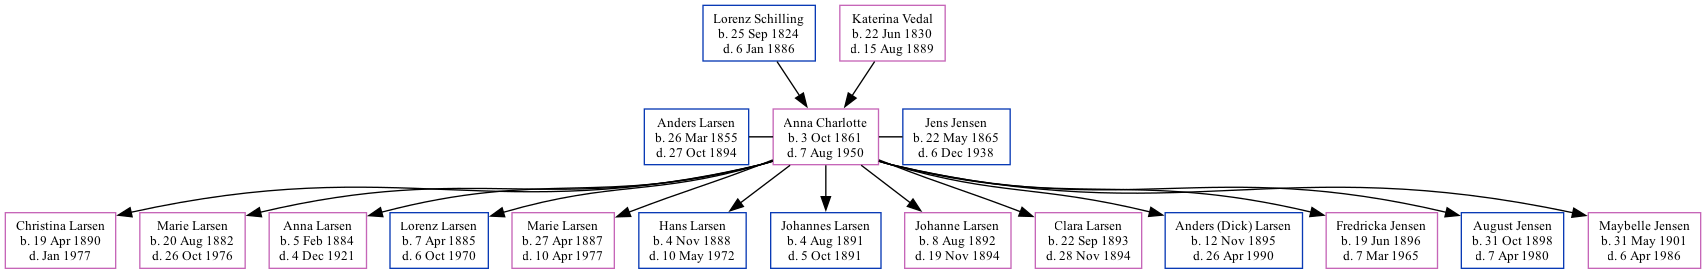 Lorenz Schilling
b. 25 Sep 1824
d. 6 Jan 1886
Katerina Vedal
b. 22 Jun 1830
d. 15 Aug 1889
Anders Larsen
b. 26 Mar 1855
d. 27 Oct 1894
Anna Charlotte
b. 3 Oct 1861
d. 7 Aug 1950
Jens Jensen
b. 22 May 1865
d. 6 Dec 1938
Christina Larsen
b. 19 Apr 1890
d. Jan 1977
Marie Larsen
b. 20 Aug 1882
d. 26 Oct 1976
Anna Larsen
b. 5 Feb 1884
d. 4 Dec 1921
Lorenz Larsen
b. 7 Apr 1885
d. 6 Oct 1970
Marie Larsen
b. 27 Apr 1887
d. 10 Apr 1977
Hans Larsen
b. 4 Nov 1888
d. 10 May 1972
Johannes Larsen
b. 4 Aug 1891
d. 5 Oct 1891
Johanne Larsen
b. 8 Aug 1892
d. 19 Nov 1894
Clara Larsen
b. 22 Sep 1893
d. 28 Nov 1894
Anders (Dick) Larsen
b. 12 Nov 1895
d. 26 Apr 1990
Fredricka Jensen
b. 19 Jun 1896
d. 7 Mar 1965
August Jensen
b. 31 Oct 1898
d. 7 Apr 1980
Maybelle Jensen
b. 31 May 1901
d. 6 Apr 1986